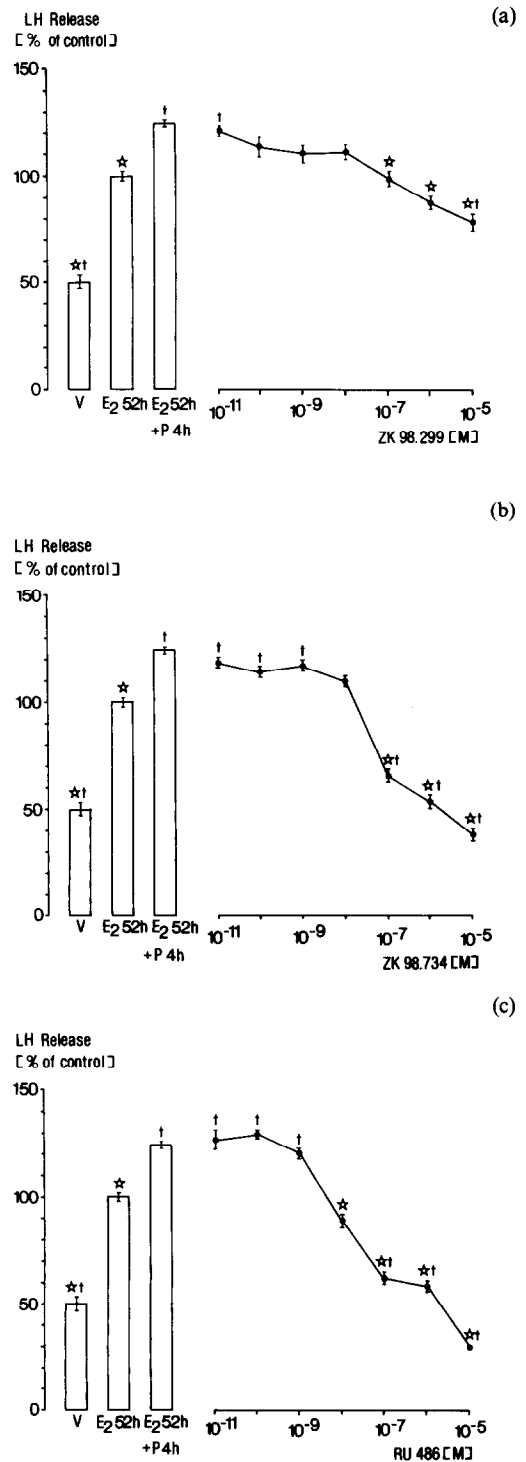 (a)
LH Release
[% of control]
150
100
50
0
☆†
☆
†
†
☆
☆
☆†
V
E2 52h
E2 52h
+P 4h
10-11
10-9
10-7
10-5
ZK 98.299 [M]
(b)
LH Release
[% of control]
150
100
50
0
☆†
☆
†
†
†
†
☆†
☆†
☆†
V
E2 52h
E2 52h
+P 4h
10-11
10-9
10-7
10-5
ZK 98.734 [M]
(c)
LH Release
[% of control]
150
100
50
0
☆†
☆
†
†
†
†
☆
☆†
☆†
☆†
V
E2 52h
E2 52h
+P 4h
10-11
10-9
10-7
10-5
RU 486 [M]